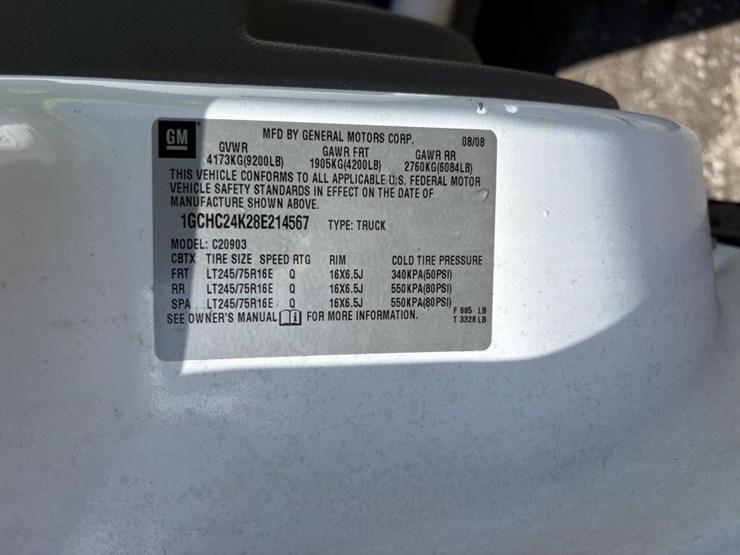 GM MFD BY GENERAL MOTORS CORP. 08/08
GVWR GAWR FRT GAWR RR
4173KG(9200LB) 1905KG(4200LB) 2760KG(6084LB)
THIS VEHICLE CONFORMS TO ALL APPLICABLE U.S. FEDERAL MOTOR
VEHICLE SAFETY STANDARDS IN EFFECT ON THE DATE OF
MANUFACTURE SHOWN ABOVE.
1GCHC24K28E214567 TYPE: TRUCK
MODEL: C20903
CBTX TIRE SIZE SPEED RTG RIM COLD TIRE PRESSURE
FRT LT245/75R16E Q 16X6.5J 340KPA(50PSI)
RR LT245/75R16E Q 16X6.5J 550KPA(80PSI)
SPA LT245/75R16E Q 16X6.5J 550KPA(80PSI)
SEE OWNER'S MANUAL FOR MORE INFORMATION.
F 885 LB
T 3328 LB